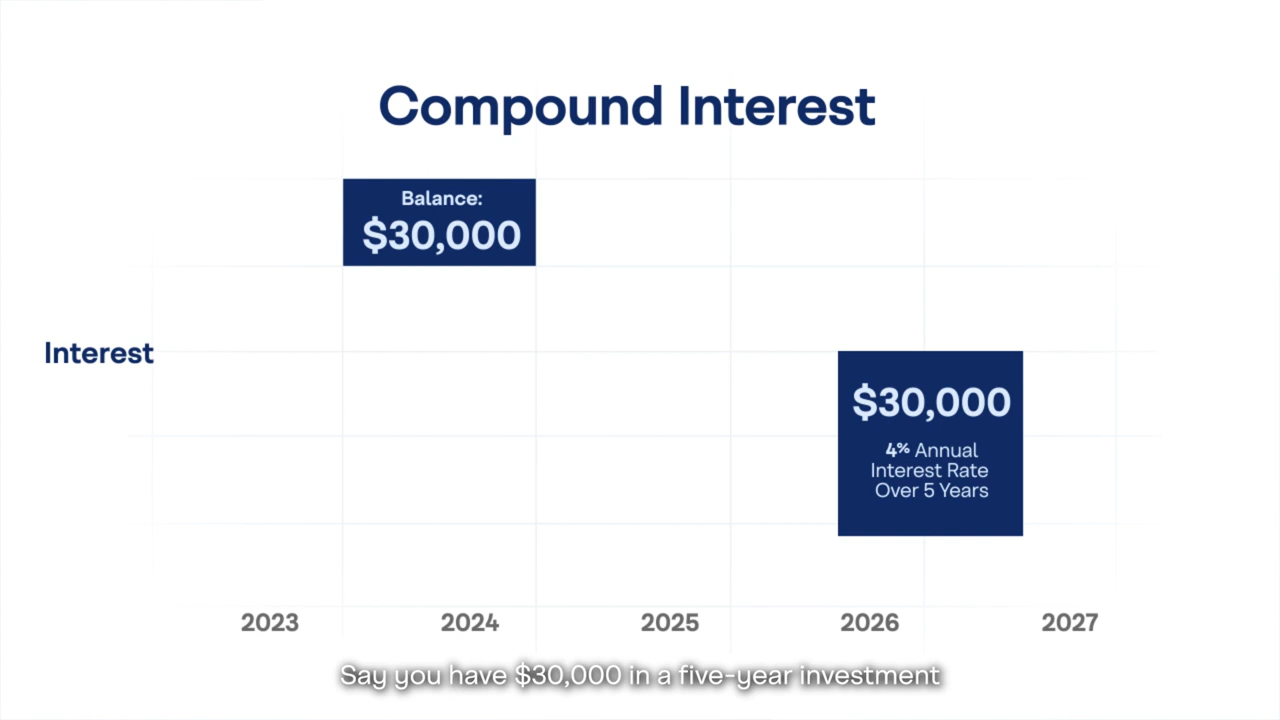 Compound Interest
Balance:
$30,000
Interest
$30,000
4% Annual
Interest Rate
Over 5 Years
2023 2024 2025 2026 2027
Say you have $30,000 in a five-year investment